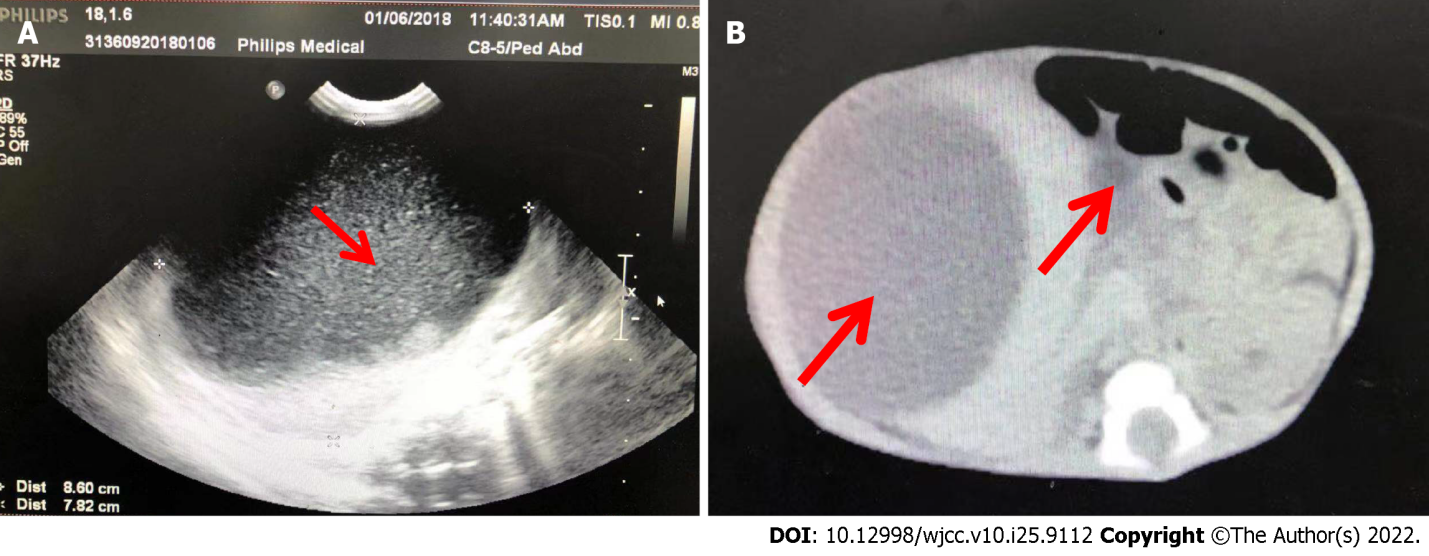 A
PHILIPS
18,1.6
01/06/2018 11:40:31AM TIS0.1 MI 0.8
31360920180106 Philips Medical C8-5/Ped Abd
FR 37Hz
RS
P
M3
2D
89%
C 55
P Off
Gen
x
Dist 8.60 cm
Dist 7.82 cm
B
DOI: 10.12998/wjcc.v10.i25.9112 Copyright ©The Author(s) 2022.